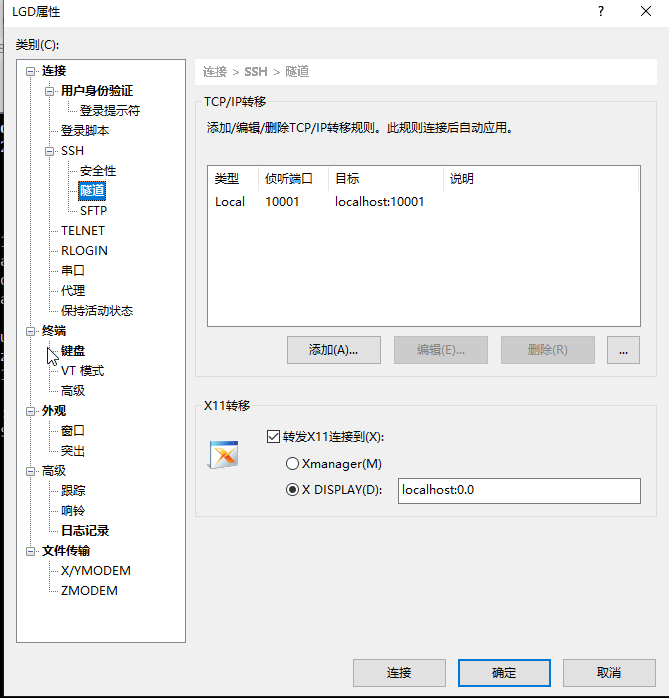 LGD属性
类别(C):
连接
用户身份验证
登录提示符
登录脚本
SSH
安全性
隧道
SFTP
TELNET
RLOGIN
串口
代理
保持活动状态
终端
键盘
VT 模式
高级
外观
窗口
突出
高级
跟踪
响铃
日志记录
文件传输
X/YMODEM
ZMODEM
连接 > SSH > 隧道
TCP/IP转移
添加/编辑/删除TCP/IP转移规则。此规则连接后自动应用。
类型 侦听端口 目标 说明
Local 10001 localhost:10001
添加(A)... 编辑(E)... 删除(R) ...
X11转移
转发X11连接到(X):
Xmanager(M)
X DISPLAY(D): localhost:0.0
连接 确定 取消